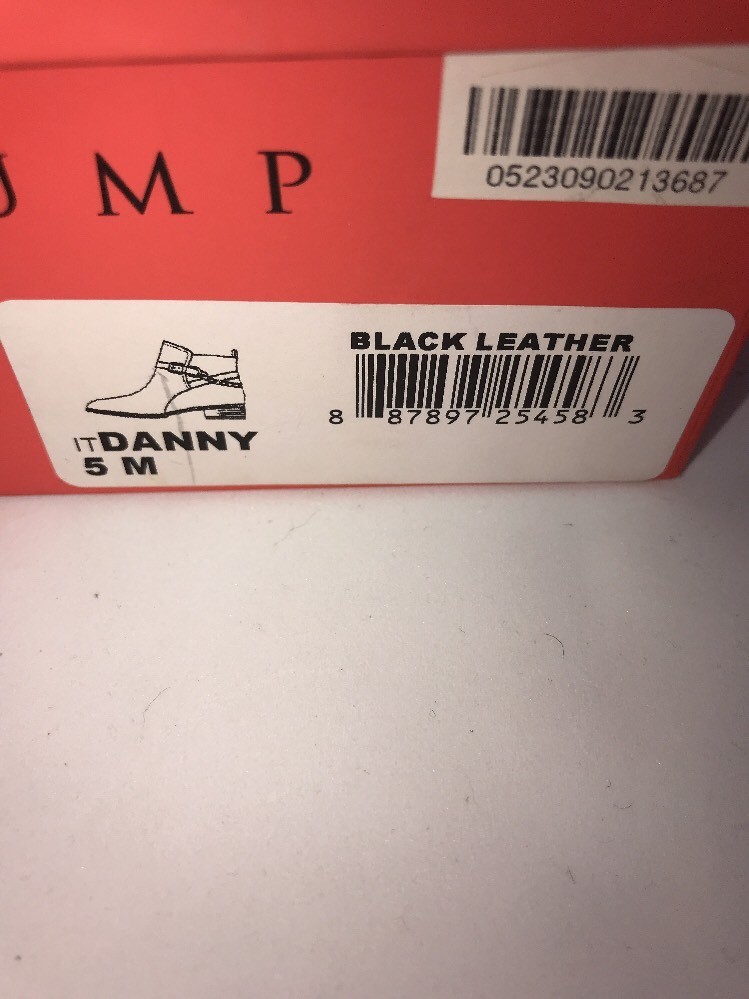 UMP
0523090213687
BLACK LEATHER
8 87897 25458 3
ITDANNY
5 M